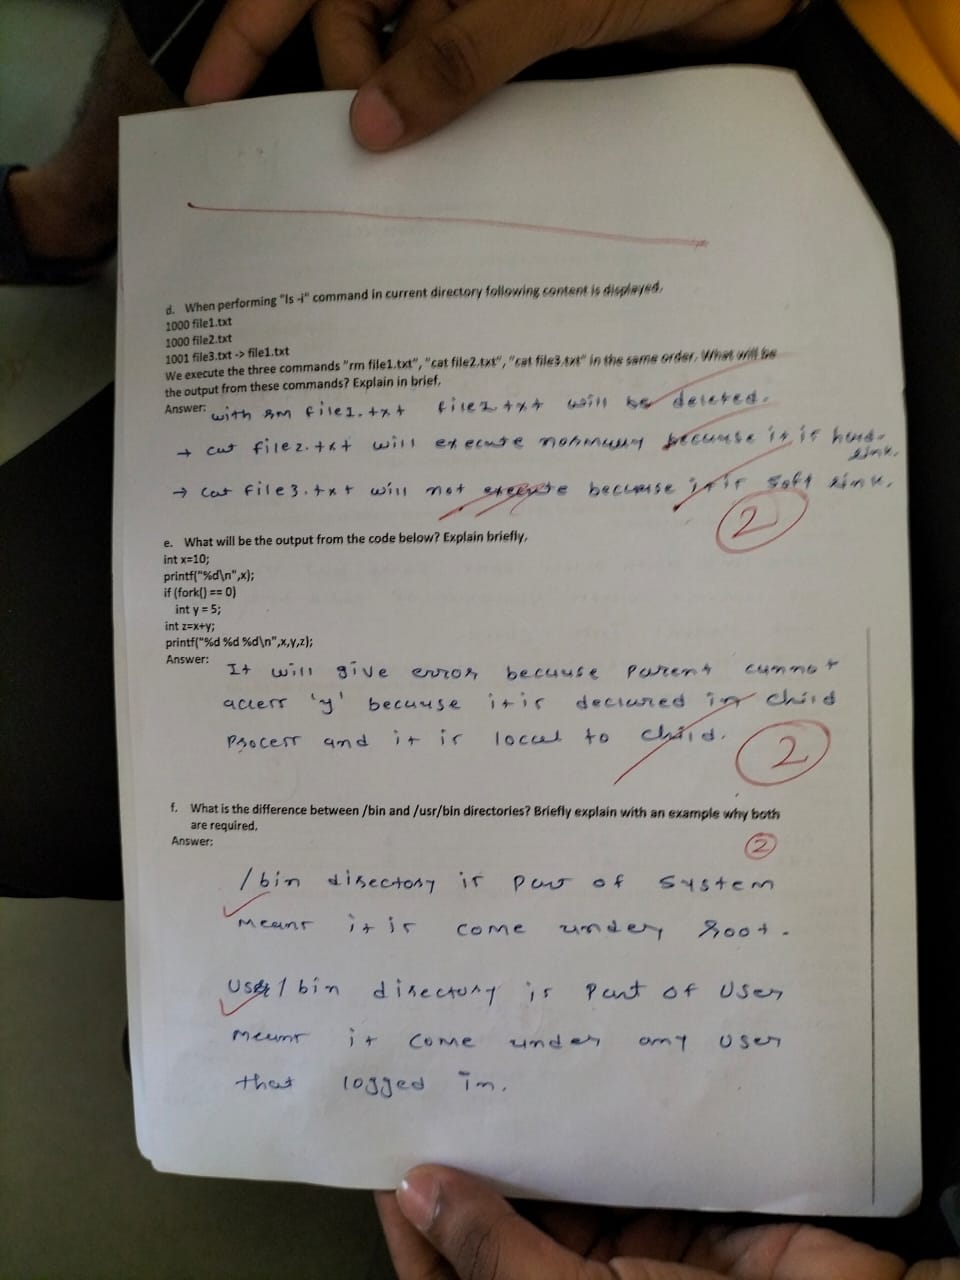 d. When performing "ls -i" command in current directory following content is displayed.
1000 file1.txt
1000 file2.txt
1001 file3.txt -> file1.txt
We execute the three commands "rm file1.txt", "cat file2.txt", "cat file3.txt" in the same order. What will be
the output from these commands? Explain in brief.
Answer: with rm file1.txt file1.txt will be deleted.
→ cat file2.txt will execute normally because it is hard-
link.
→ cat file3.txt will not execute because it is soft link.
2
e. What will be the output from the code below? Explain briefly.
int x=10;
printf("%d\n",x);
if (fork() == 0)
int y = 5;
int z=x+y;
printf("%d %d %d\n",x,y,z);
Answer: It will give error because parent cannot
access 'y' because it is declared in child
process and it is local to child.
2
f. What is the difference between /bin and /usr/bin directories? Briefly explain with an example why both
are required.
Answer:
2
/bin directory is part of system
means it is come under root.
User/bin directory is part of user
means it come under any user
that logged in.